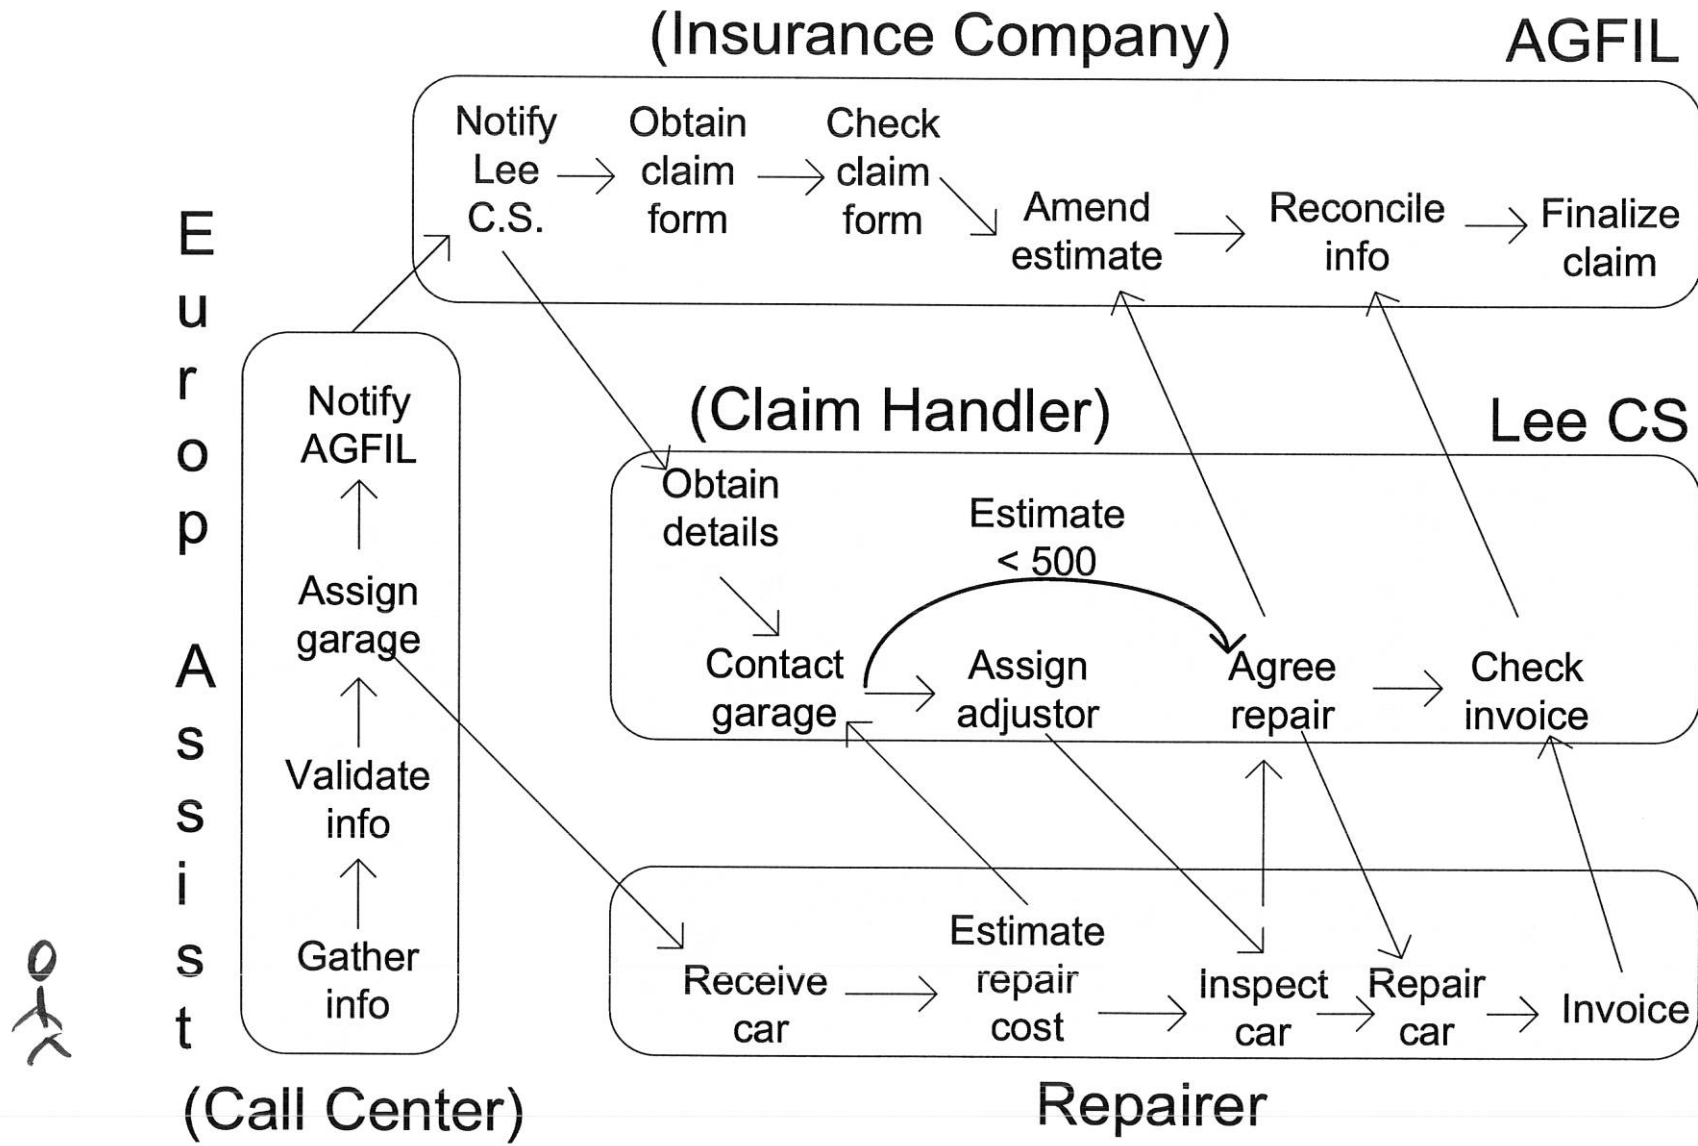 (Insurance Company)
AGFIL
Notify
Lee
C.S.
Obtain
claim
form
Check
claim
form
Amend
estimate
Reconcile
info
Finalize
claim
Europ Assist
Notify
AGFIL
Assign
garage
Validate
info
Gather
info
(Call Center)
(Claim Handler)
Lee CS
Obtain
details
Estimate
< 500
Contact
garage
Assign
adjustor
Agree
repair
Check
invoice
Receive
car
Estimate
repair
cost
Inspect
car
Repair
car
Invoice
Repairer